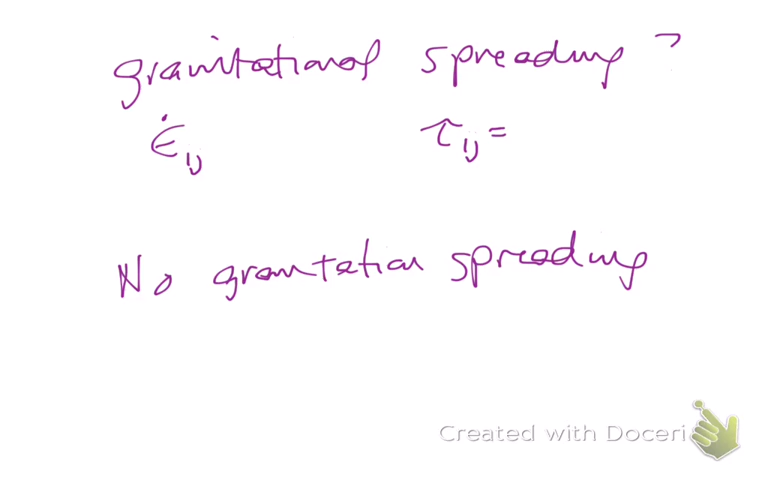 gravitational spreading ?
ε̇ij τij =
No gravitation spreading
Created with Doceri